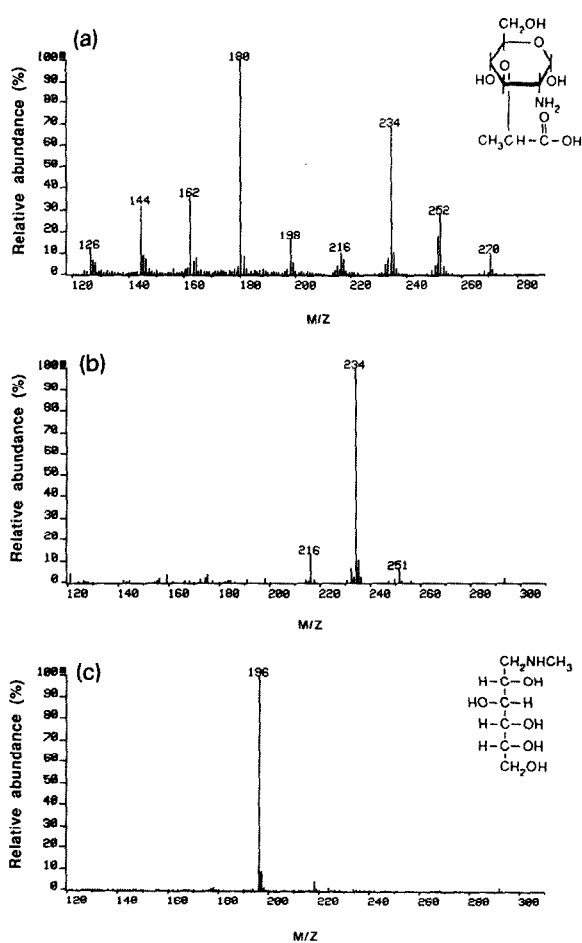 (a)
CH₂OH
O
O
HO
OH
NH₂
O
CH₃CH-C-OH
Relative abundance (%)
100
90
80
70
60
50
40
30
20
10
0
126
144
162
180
198
216
234
252
270
120 140 160 180 200 220 240 260 280
M/Z
(b)
Relative abundance (%)
100
90
80
70
60
50
40
30
20
10
0
216
234
251
120 140 160 180 200 220 240 260 280 300
M/Z
(c)
CH₂NHCH₃
H-C-OH
HO-C-H
H-C-OH
H-C-OH
CH₂OH
Relative abundance (%)
100
90
80
70
60
50
40
30
20
10
0
196
120 140 160 180 200 220 240 260 280 300
M/Z